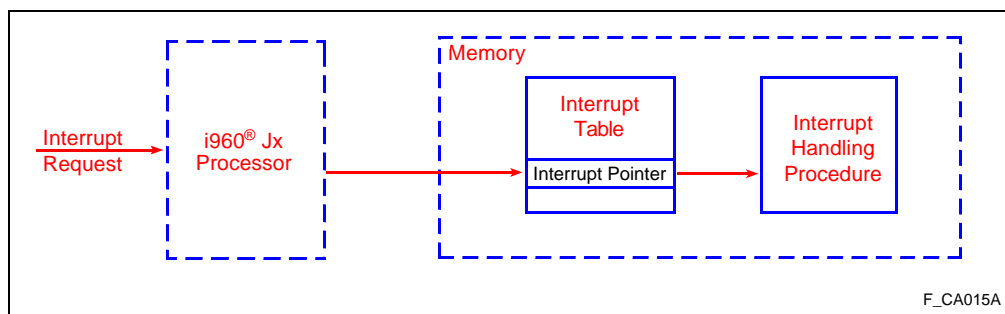 Memory
Interrupt
Request
i960® Jx
Processor
Interrupt
Table
Interrupt Pointer
Interrupt
Handling
Procedure
F_CA015A